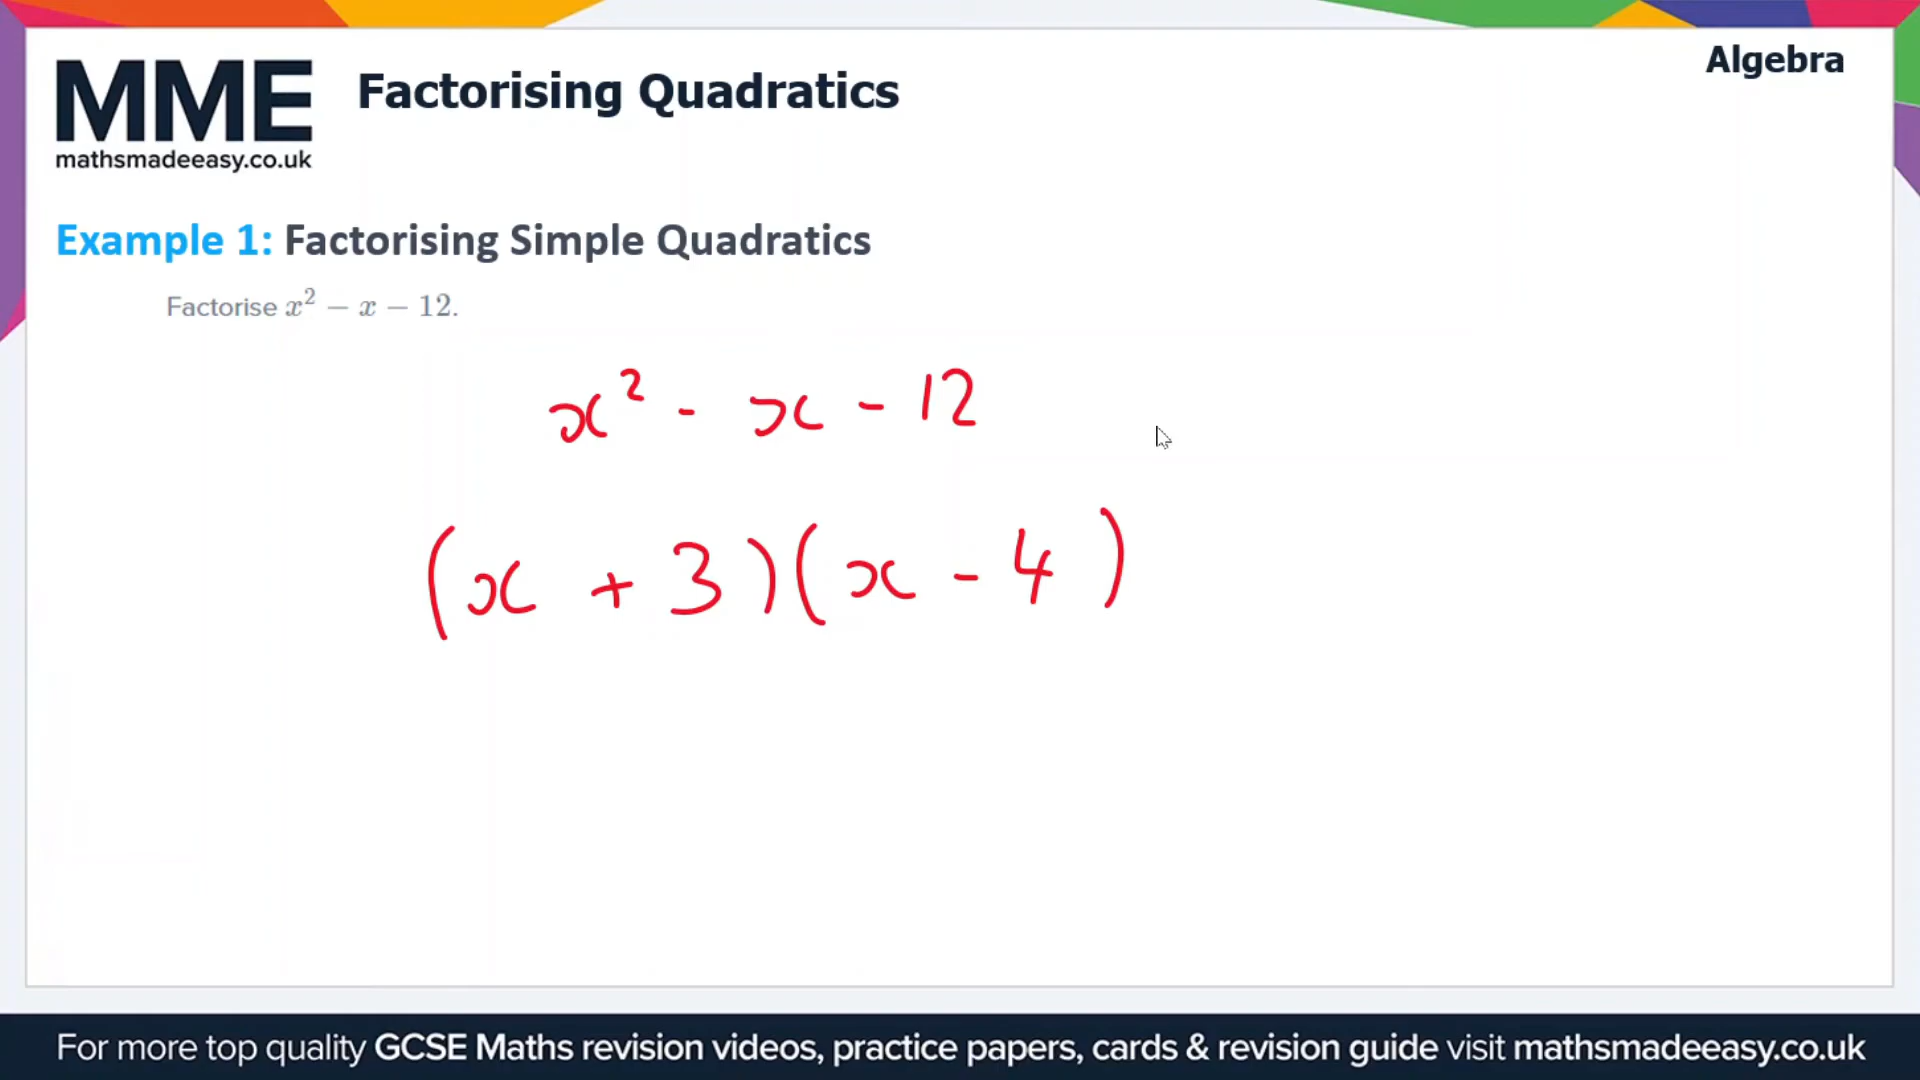 MME
mathsmadeeasy.co.uk
Factorising Quadratics
Algebra
Example 1: Factorising Simple Quadratics
Factorise x² − x − 12.
x² - x - 12
(x + 3)(x - 4)
For more top quality GCSE Maths revision videos, practice papers, cards & revision guide visit mathsmadeeasy.co.uk